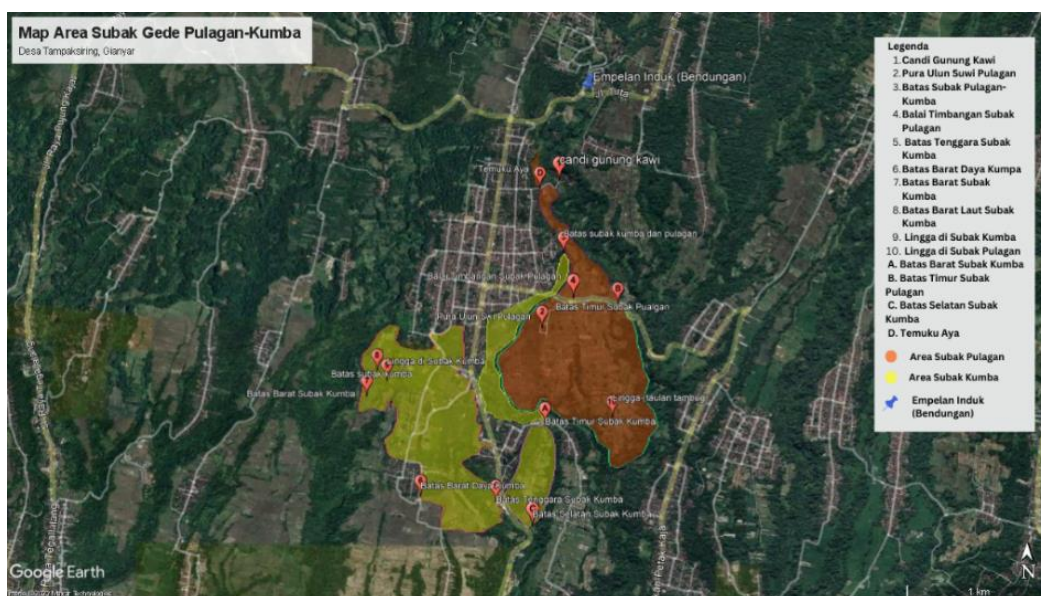 Map Area Subak Gede Pulagan-Kumba
Desa Tampaksiring, Gianyar
Empelan Induk (Bendungan)
Jln Tirta
Temuku Aya
candi gunung kawi
Batas subak kumba dan pulagan
Balai Timbangan Subak Pulagan
Batas Timur Subak Pualgan
Pura Ulun Swi Pulagan
Lingga di Subak Kumba
Batas subak kumba
Batas Barat Subak Kumba
Batas Timur Subak Kumba
Batas Barat Daya Kumba
Batas Tenggara Subak Kumba
Batas Selatan Subak Kumba
Legenda
1. Candi Gunung Kawi
2. Pura Ulun Suwi Pulagan
3. Batas Subak Pulagan-
Kumba
4. Balai Timbangan Subak
Pulagan
5. Batas Tenggara Subak
Kumba
6. Batas Barat Daya Kumpa
7. Batas Barat Subak
Kumba
8. Batas Barat Laut Subak
Kumba
9. Lingga di Subak Kumba
10. Lingga di Subak Pulagan
A. Batas Barat Subak Kumba
B. Batas Timur Subak
Pulagan
C. Batas Selatan Subak
Kumba
D. Temuku Aya
Area Subak Pulagan
Area Subak Kumba
Empelan Induk
(Bendungan)
Google Earth
N
1 km